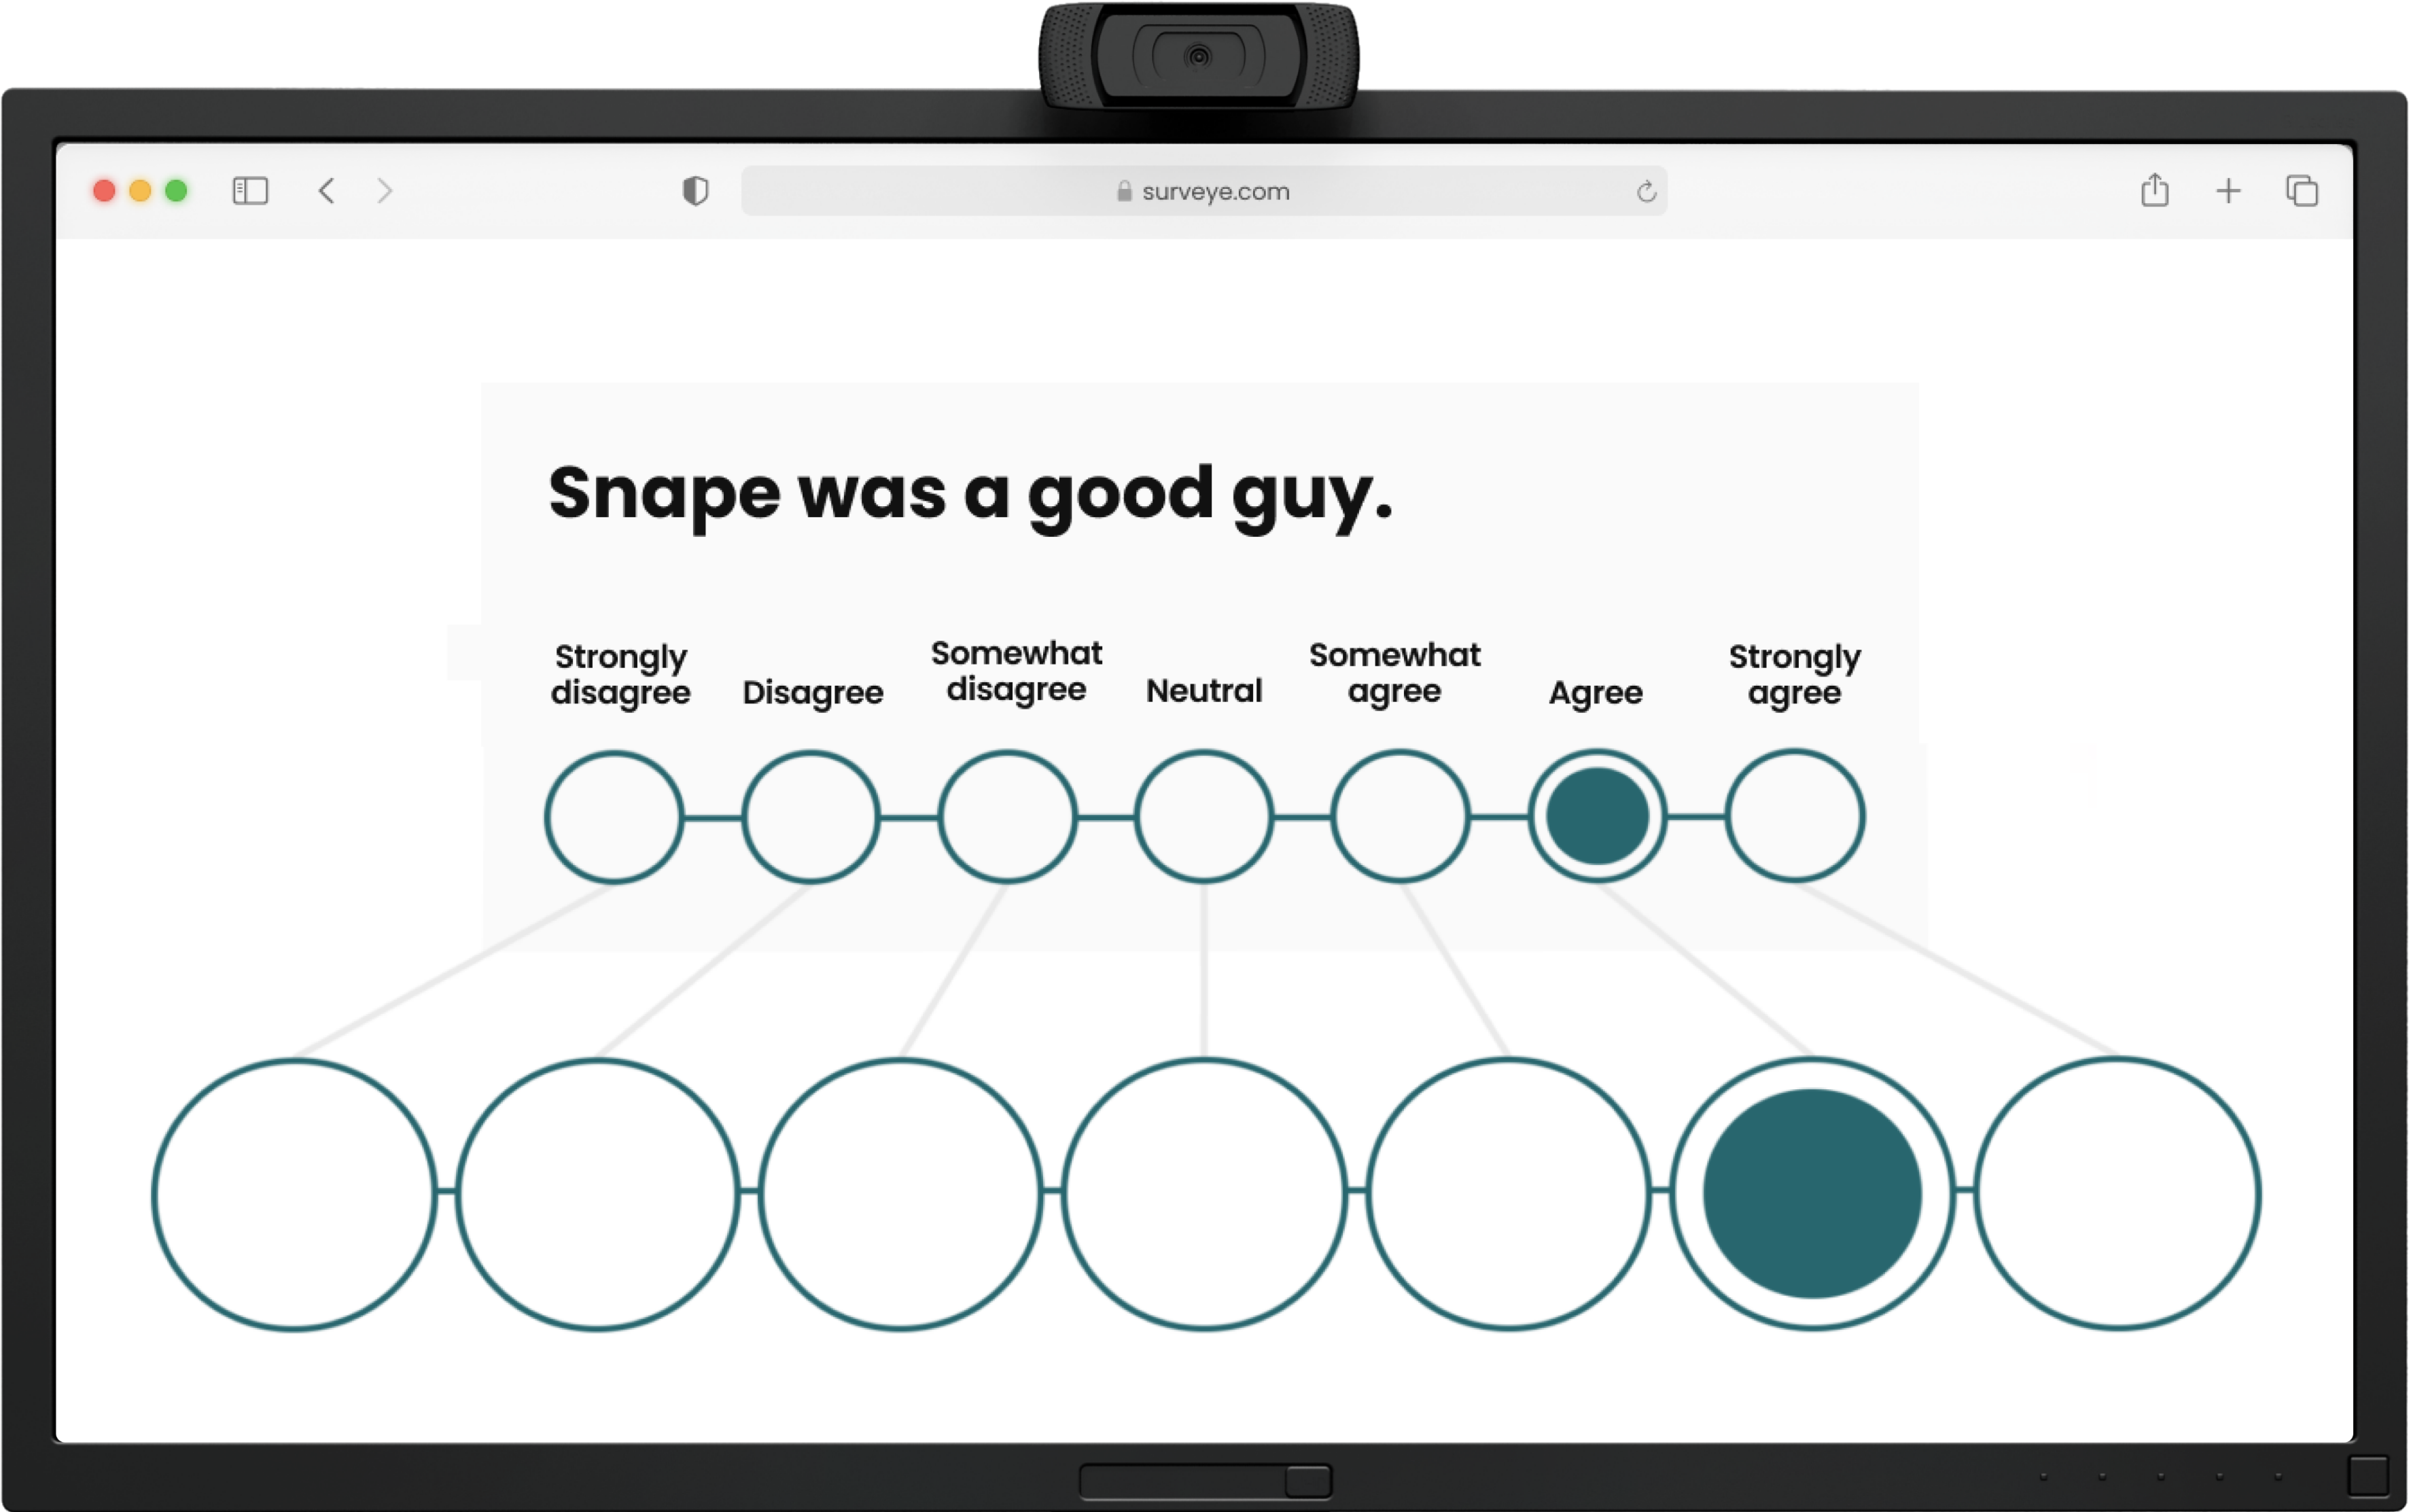 surveye.com
Snape was a good guy.
Strongly
disagree
Disagree
Somewhat
disagree
Neutral
Somewhat
agree
Agree
Strongly
agree